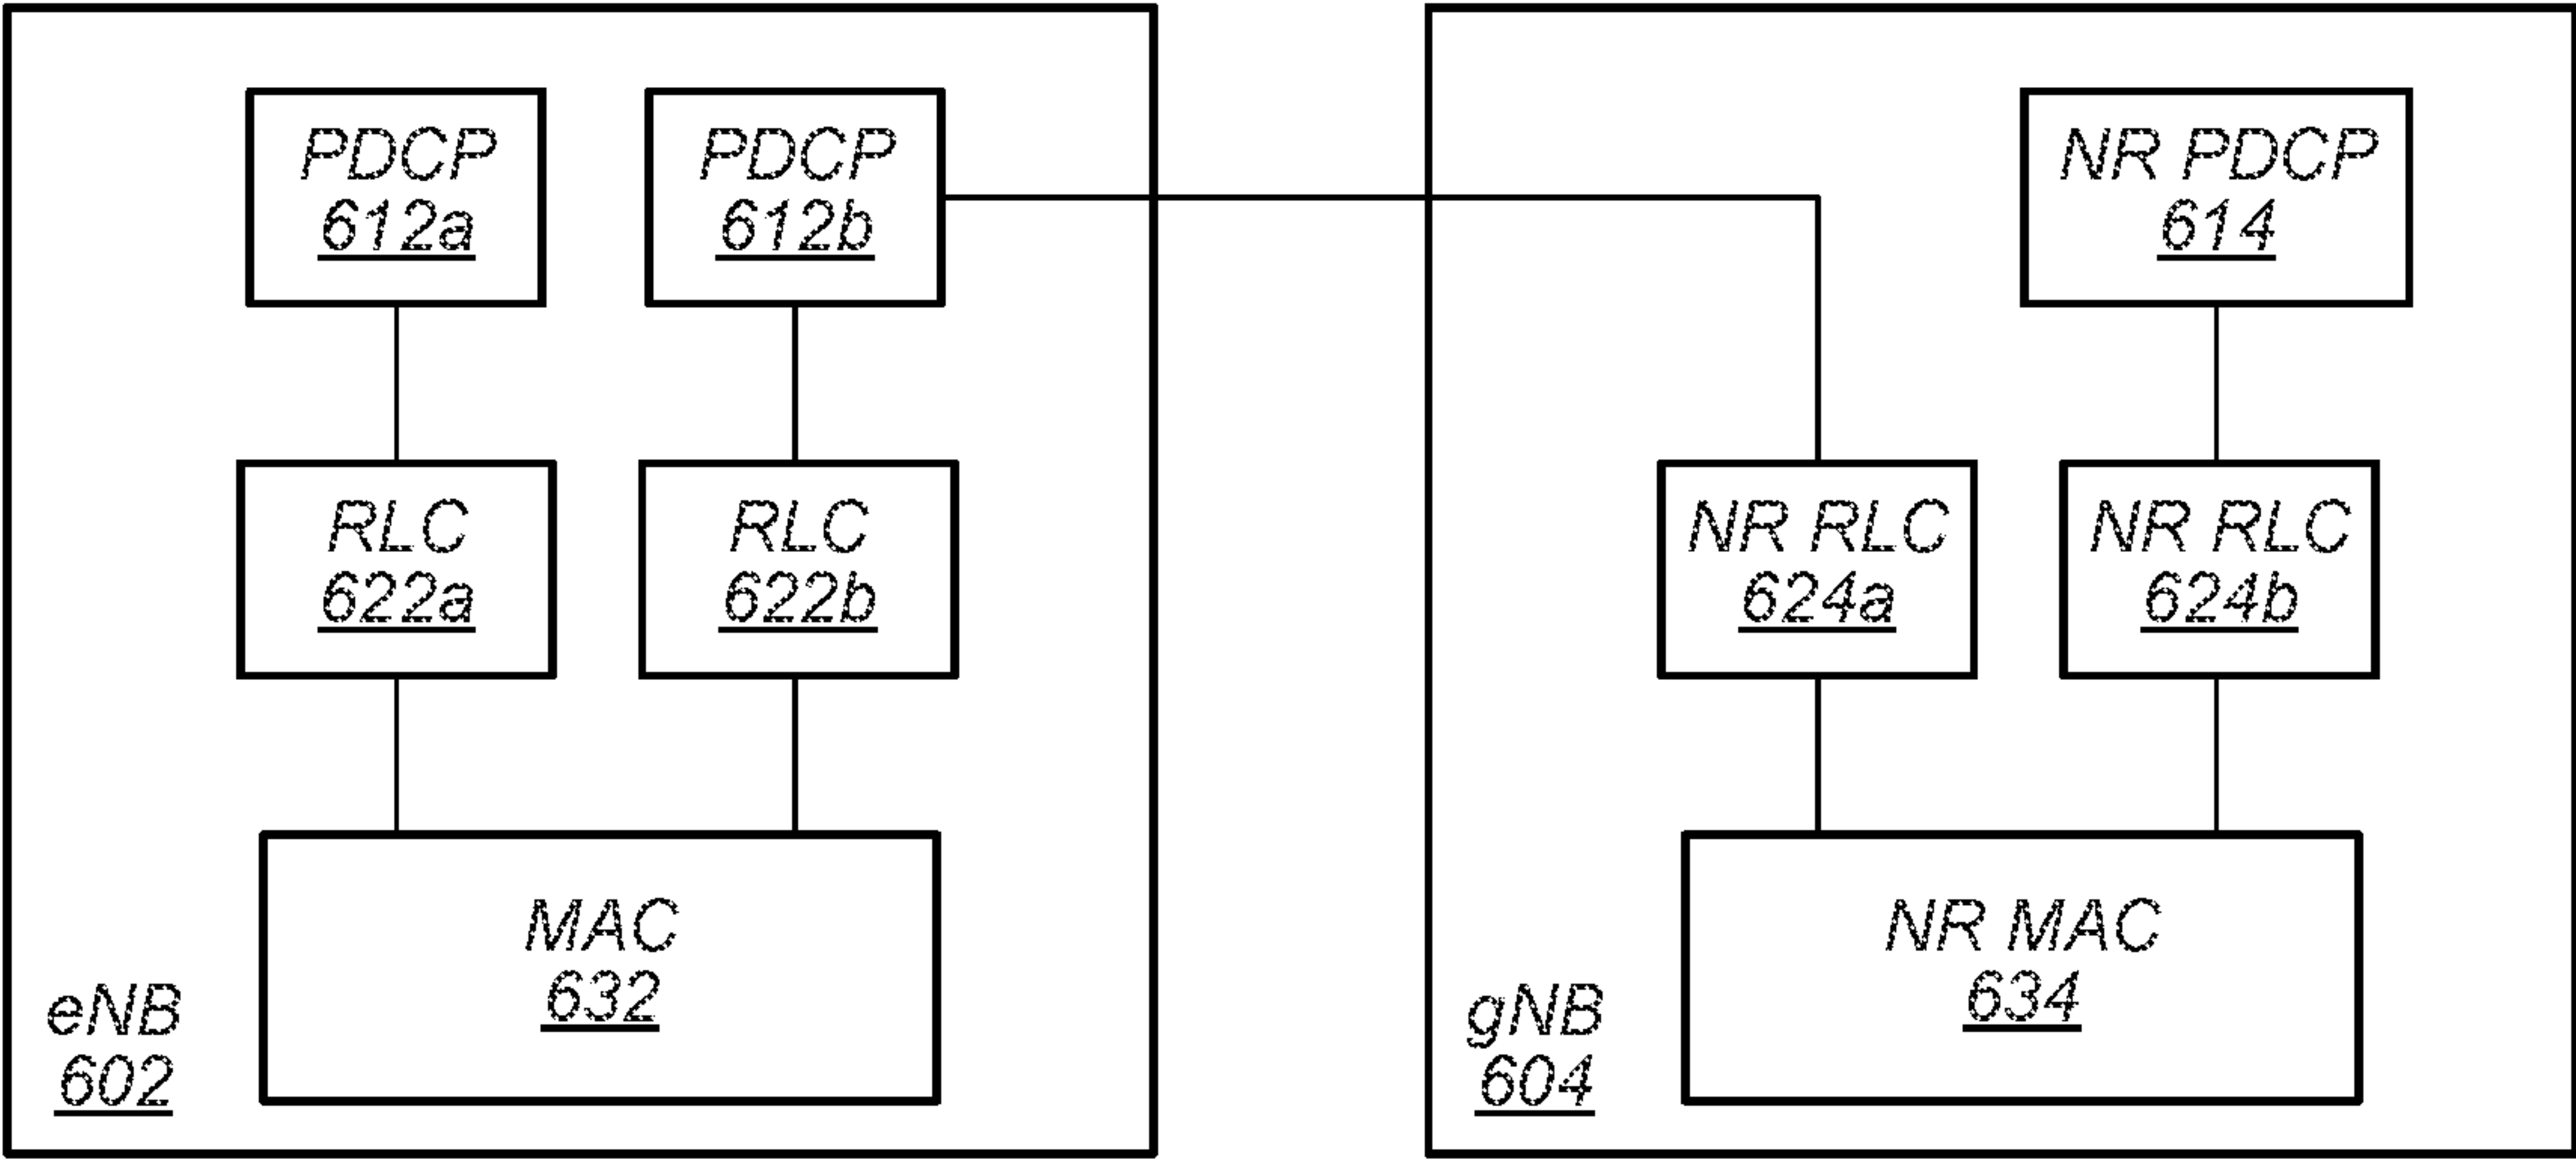 PDCP
612a
PDCP
612b
NR PDCP
614
RLC
622a
RLC
622b
NR RLC
624a
NR RLC
624b
MAC
632
NR MAC
634
eNB
602
gNB
604